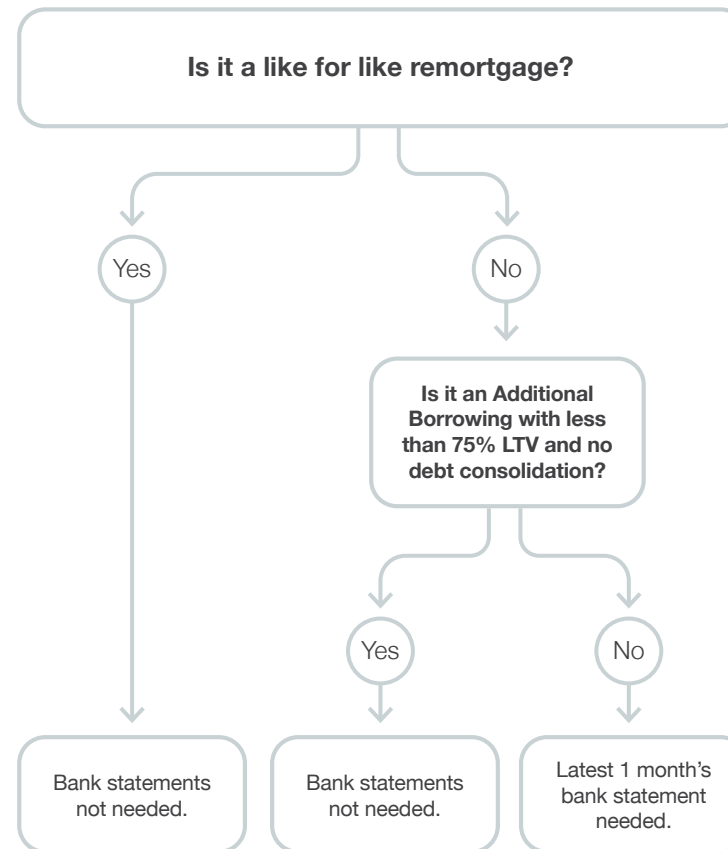 Is it a like for like remortgage?
Yes
No
Is it an Additional
Borrowing with less
than 75% LTV and no
debt consolidation?
Yes
No
Bank statements
not needed.
Bank statements
not needed.
Latest 1 month’s
bank statement
needed.